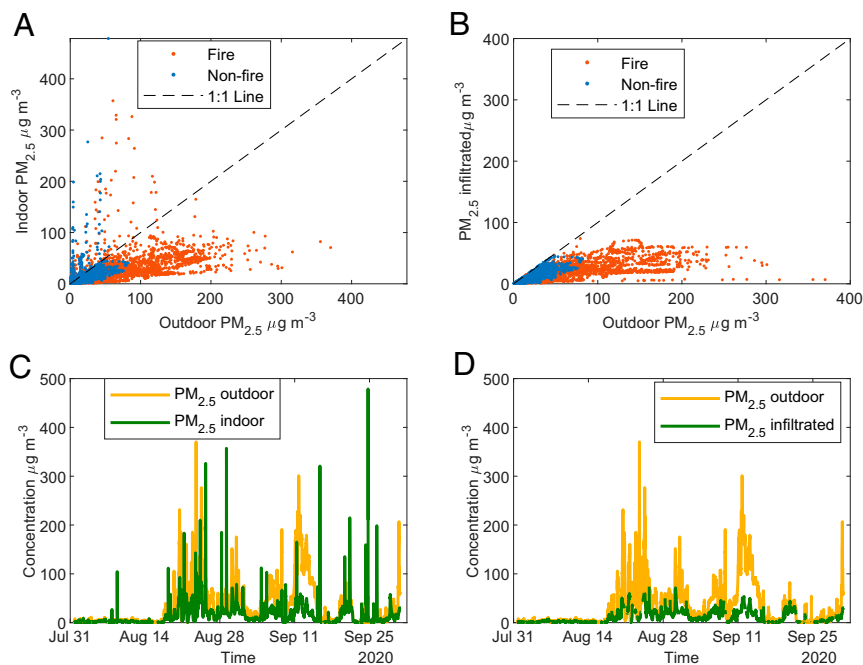 A
Indoor PM2.5 μg m-3
400
300
200
100
0
Fire
Non-fire
1:1 Line
0 100 200 300 400
Outdoor PM2.5 μg m-3
B
PM2.5 infiltratedμg m-3
400
300
200
100
0
Fire
Non-fire
1:1 Line
0 100 200 300 400
Outdoor PM2.5 μg m-3
C
Concentration μg m-3
500
400
300
200
100
0
PM2.5 outdoor
PM2.5 indoor
Jul 31 Aug 14 Aug 28 Sep 11 Sep 25
Time 2020
D
Concentration μg m-3
500
400
300
200
100
0
PM2.5 outdoor
PM2.5 infiltrated
Jul 31 Aug 14 Aug 28 Sep 11 Sep 25
Time 2020